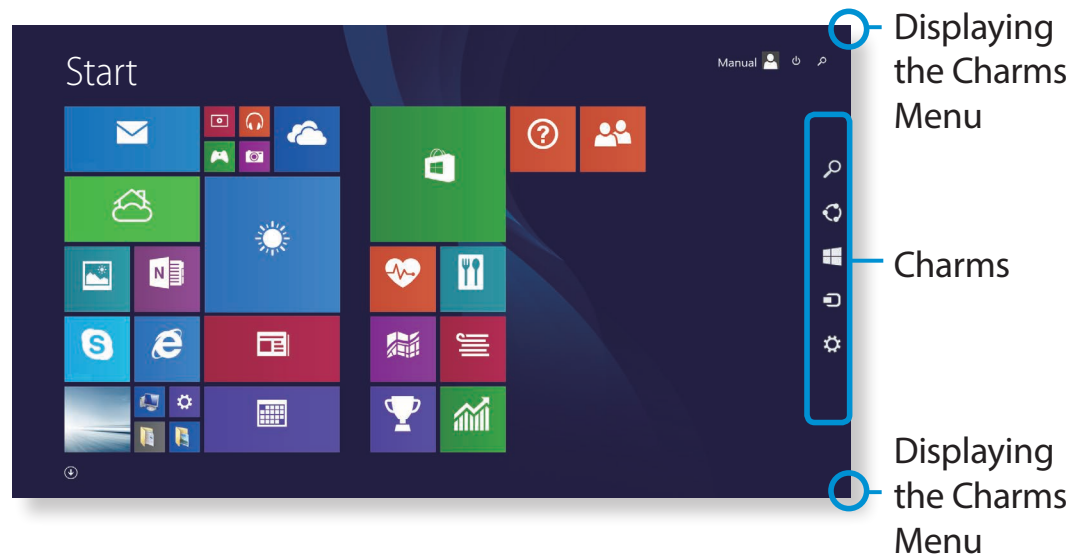 Displaying
the Charms
Menu
Start
Manual
Charms
Displaying
the Charms
Menu